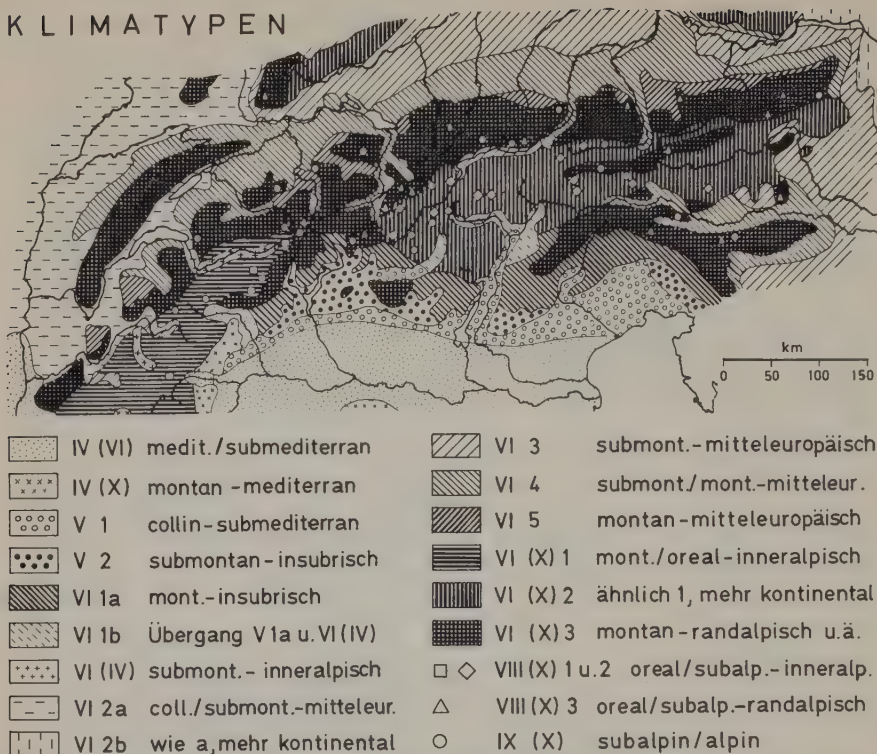 KLIMATYPEN
km
0 50 100 150
IV (VI) medit./submediterran
IV (X) montan-mediterran
V 1 collin-submediterran
V 2 submontan-insubrisch
VI 1a mont.-insubrisch
VI 1b Übergang V 1a u. VI (IV)
VI (IV) submont.-inneralpisch
VI 2a coll./submont.-mitteleur.
VI 2b wie a, mehr kontinental
VI 3 submont.-mitteleuropäisch
VI 4 submont./mont.-mitteleur.
VI 5 montan-mitteleuropäisch
VI (X) 1 mont./oreal-inneralpisch
VI (X) 2 ähnlich 1, mehr kontinental
VI (X) 3 montan-randalpisch u.ä.
VIII (X) 1 u. 2 oreal/subalp.-inneralp.
VIII (X) 3 oreal/subalp.-randalpisch
IX (X) subalpin/alpin